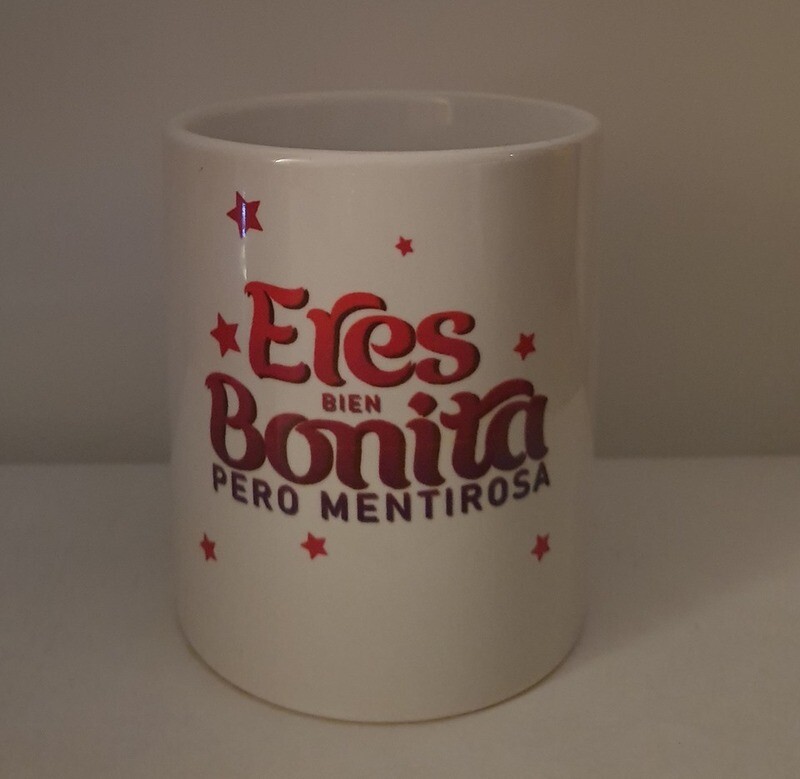 Eres
BIEN
Bonita
PERO MENTIROSA